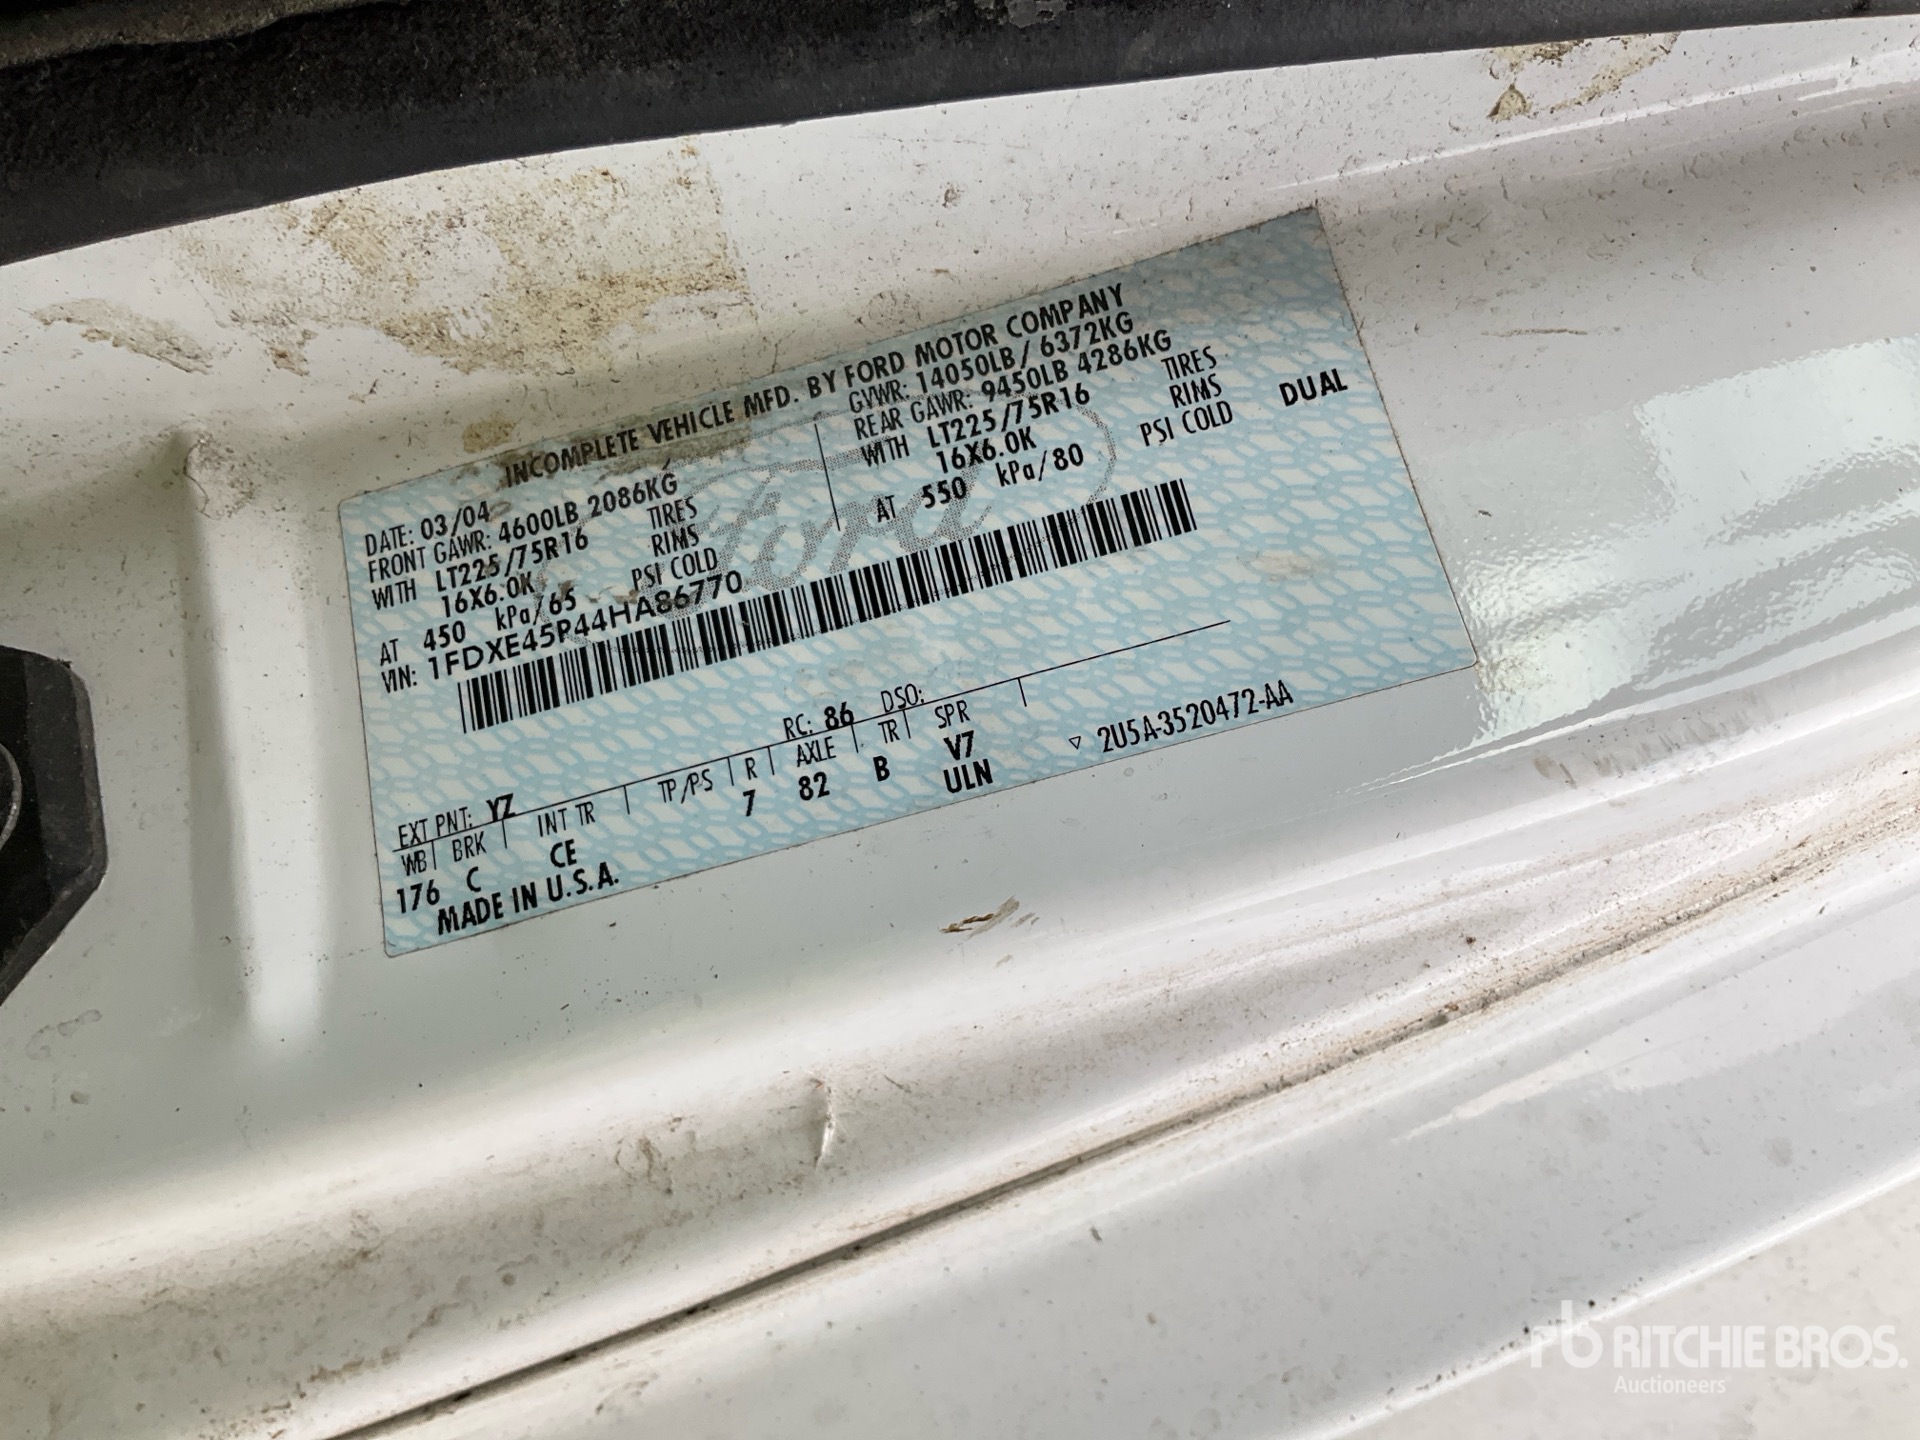 INCOMPLETE VEHICLE MFD. BY FORD MOTOR COMPANY
DATE: 03/04 GVWR: 14050LB / 6372KG
FRONT GAWR: 4600LB 2086KG REAR GAWR: 9450LB 4286KG
WITH LT225/75R16 TIRES WITH LT225/75R16 TIRES
16X6.0K RIMS 16X6.0K RIMS
AT 450 kPa/65 PSI COLD AT 550 kPa/80 PSI COLD DUAL
VIN: 1FDXE45P44HA86770
Ford
EXT PNT: YZ RC: 86 DSO:
WB BRK INT TR TP/PS R AXLE TR SPR
176 C CE 7 82 B V7
ULN
MADE IN U.S.A. ▽ 2U5A-3520472-AA
rb RITCHIE BROS.
Auctioneers